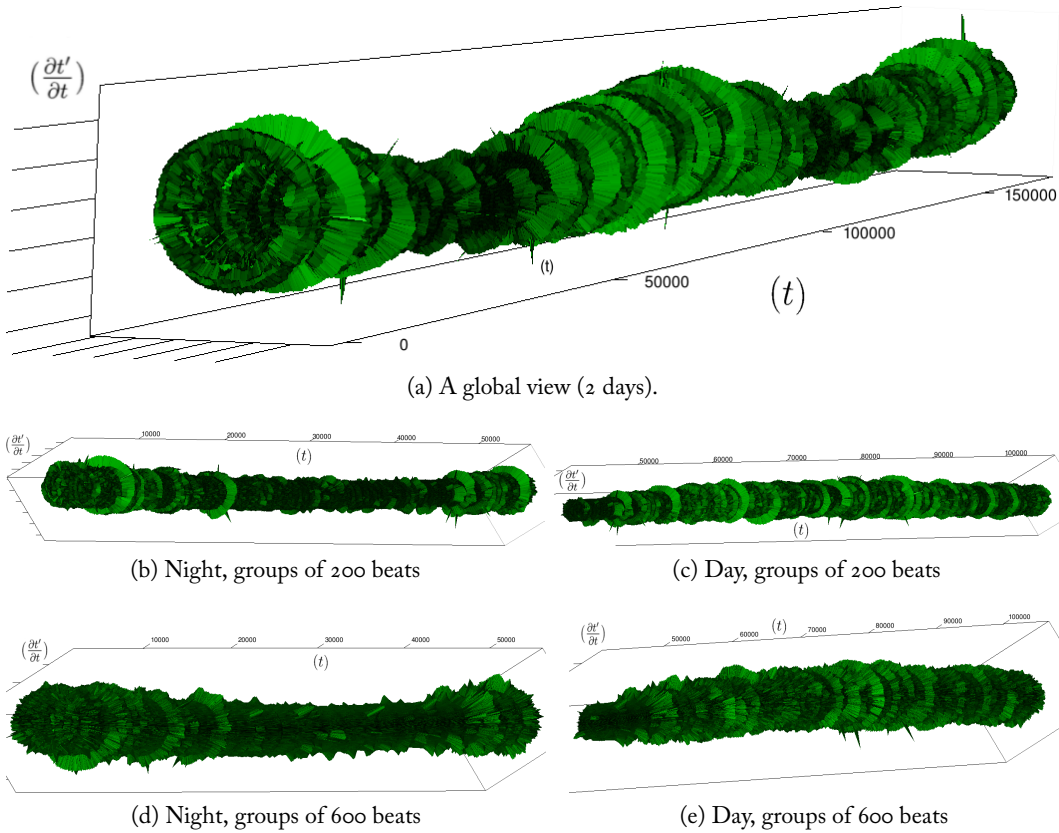 (∂t′/∂t)
150000
100000
(t)
50000
(t)
0
(a) A global view (2 days).
(∂t′/∂t)
10000
20000
30000
40000
50000
(t)
(b) Night, groups of 200 beats
(∂t′/∂t)
50000
60000
70000
80000
90000
100000
(t)
(c) Day, groups of 200 beats
(∂t′/∂t)
10000
20000
30000
40000
50000
(t)
(d) Night, groups of 600 beats
(∂t′/∂t)
50000
60000
(t)
70000
80000
90000
100000
(e) Day, groups of 600 beats